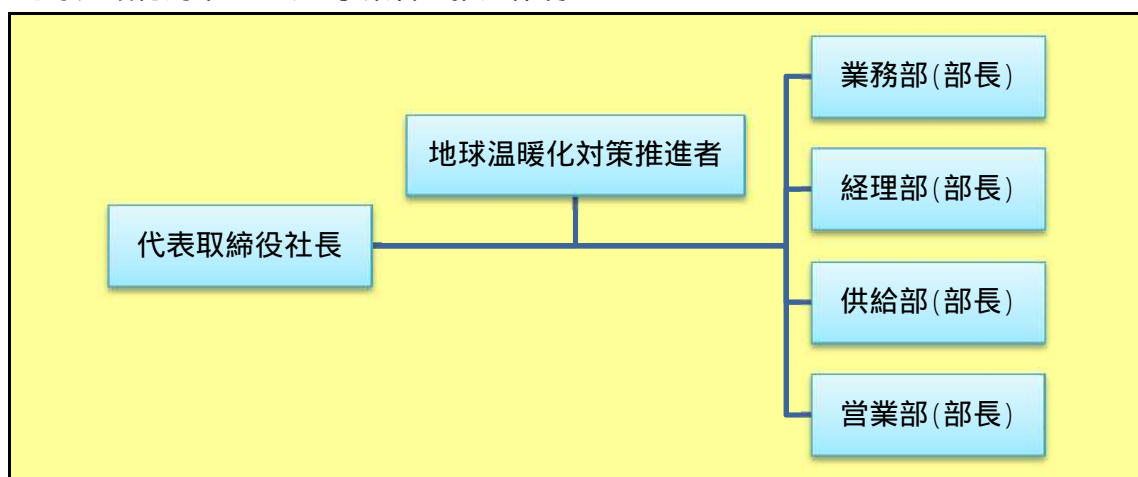 地球温暖化対策推進者
代表取締役社長
業務部(部長)
経理部(部長)
供給部(部長)
営業部(部長)